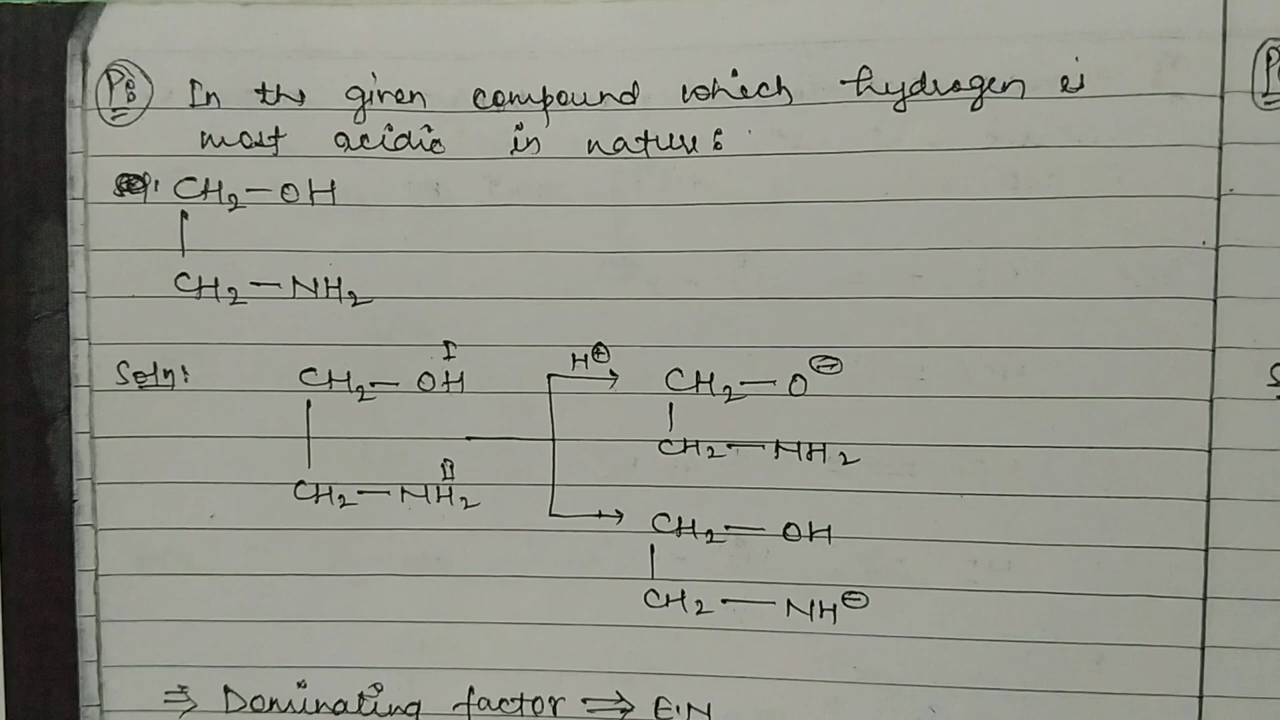 P8 In the given compound which hydrogen is
most acidic in nature:
CH2-OH
|
CH2-NH2
Soln:
I
CH2-OH
|
II
CH2-NH2
H⊕
CH2-O⊖
|
CH2-NH2
CH2-OH
|
CH2-NH⊖
⇒ Dominating factor ⇒ E.N